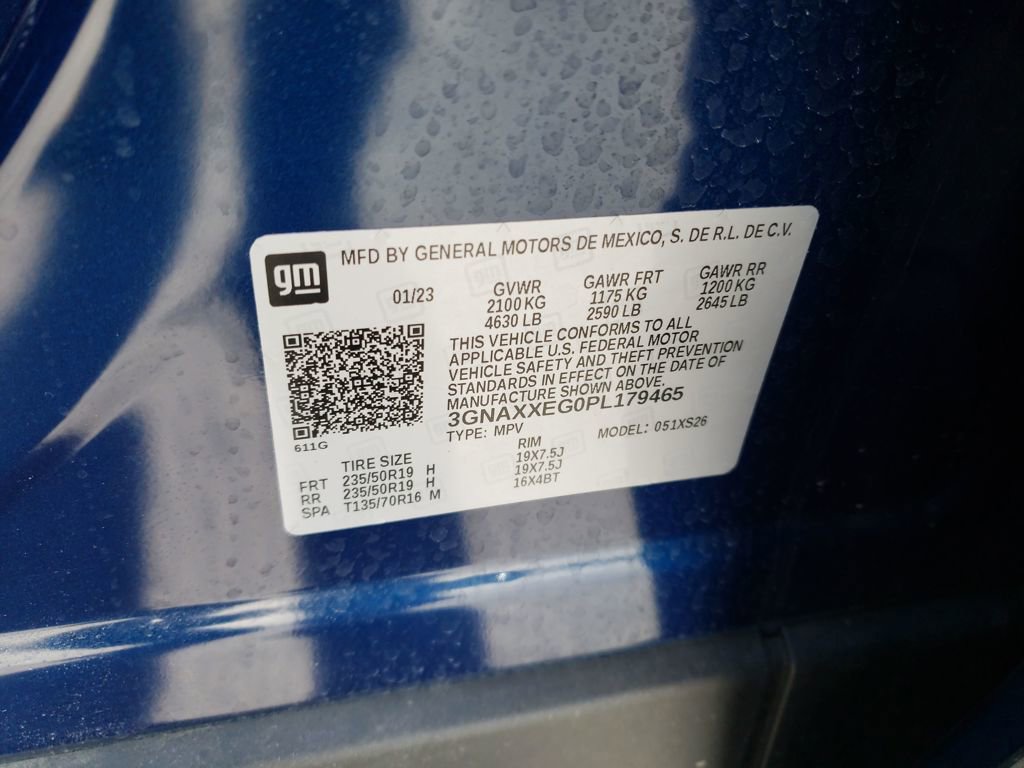 gm
MFD BY GENERAL MOTORS DE MEXICO, S. DE R.L. DE C.V.
01/23
GVWR GAWR FRT GAWR RR
2100 KG 1175 KG 1200 KG
4630 LB 2590 LB 2645 LB
THIS VEHICLE CONFORMS TO ALL
APPLICABLE U.S. FEDERAL MOTOR
VEHICLE SAFETY AND THEFT PREVENTION
STANDARDS IN EFFECT ON THE DATE OF
MANUFACTURE SHOWN ABOVE.
3GNAXXEG0PL179465
TYPE: MPV MODEL: 051XS26
611G
TIRE SIZE RIM
FRT 235/50R19 H 19X7.5J
RR 235/50R19 H 19X7.5J
SPA T135/70R16 M 16X4BT